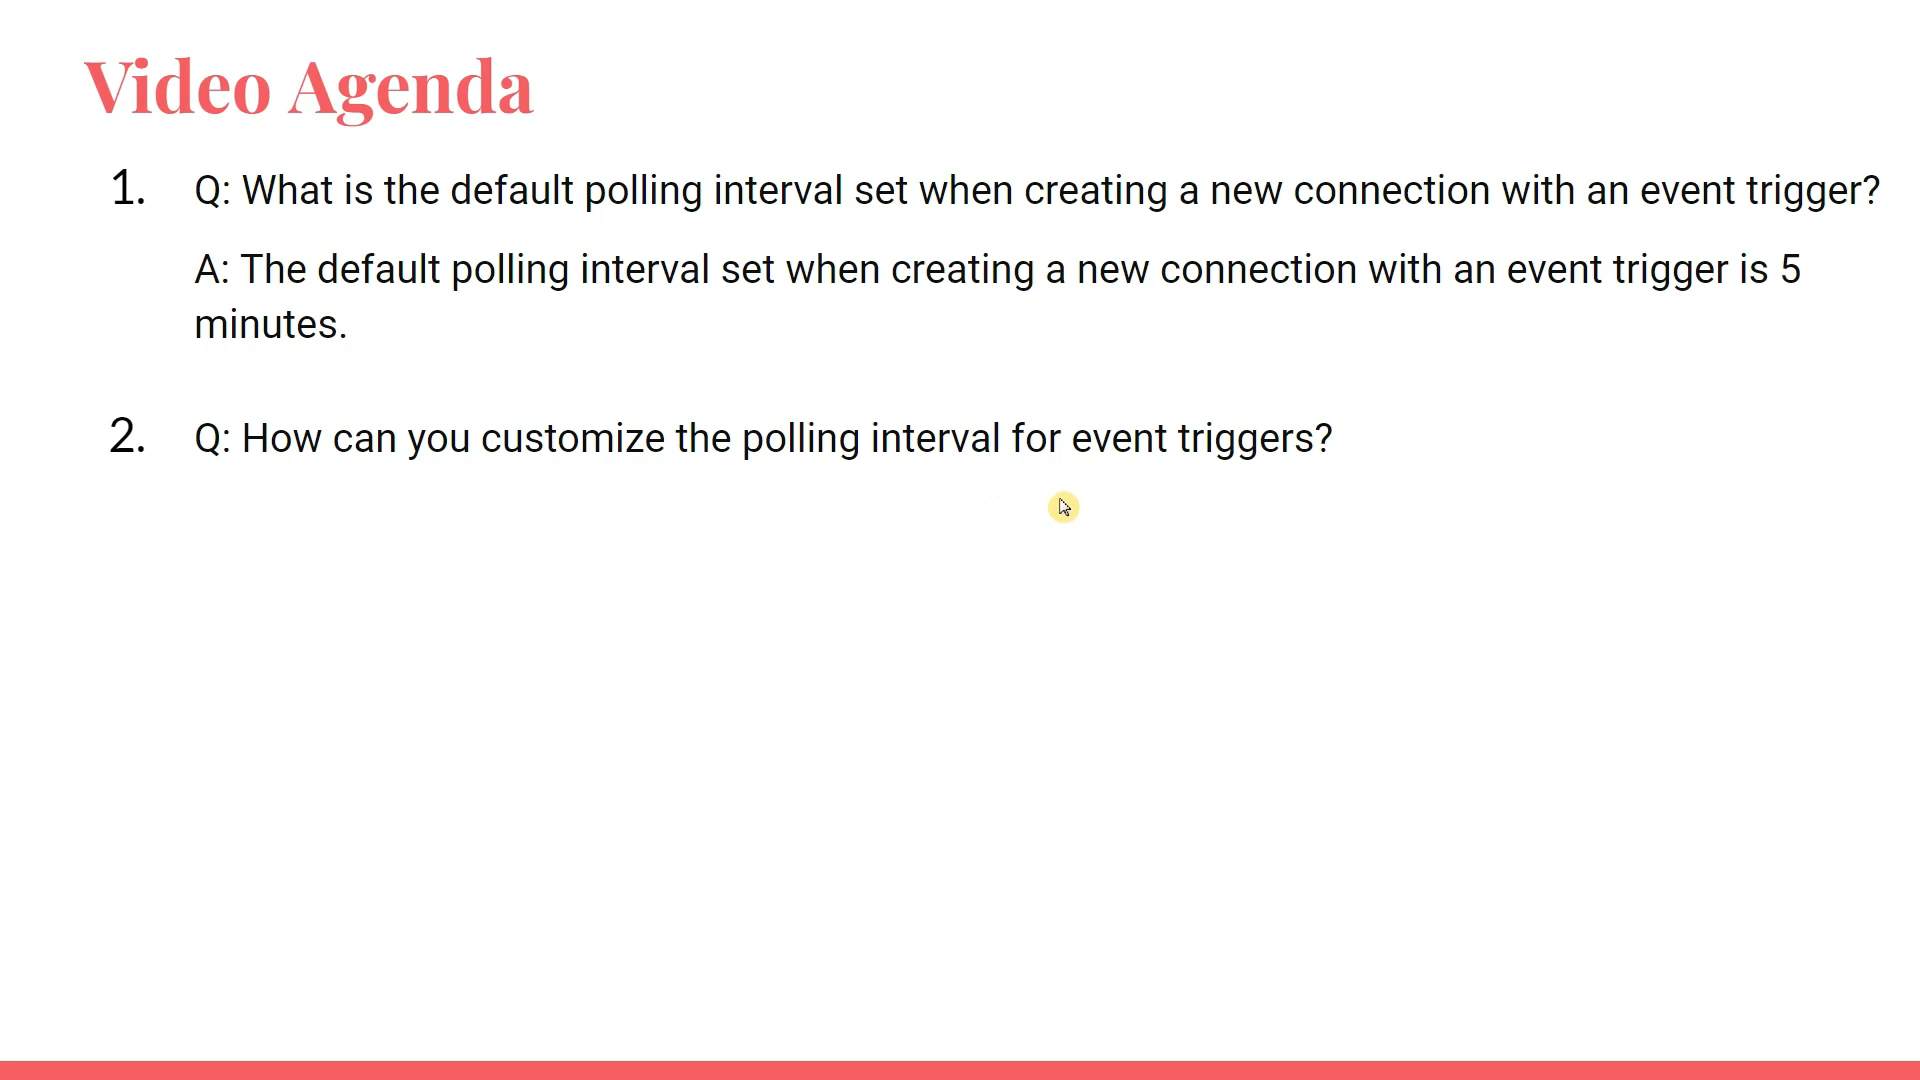 Video Agenda
1. Q: What is the default polling interval set when creating a new connection with an event trigger?
A: The default polling interval set when creating a new connection with an event trigger is 5
minutes.
2. Q: How can you customize the polling interval for event triggers?